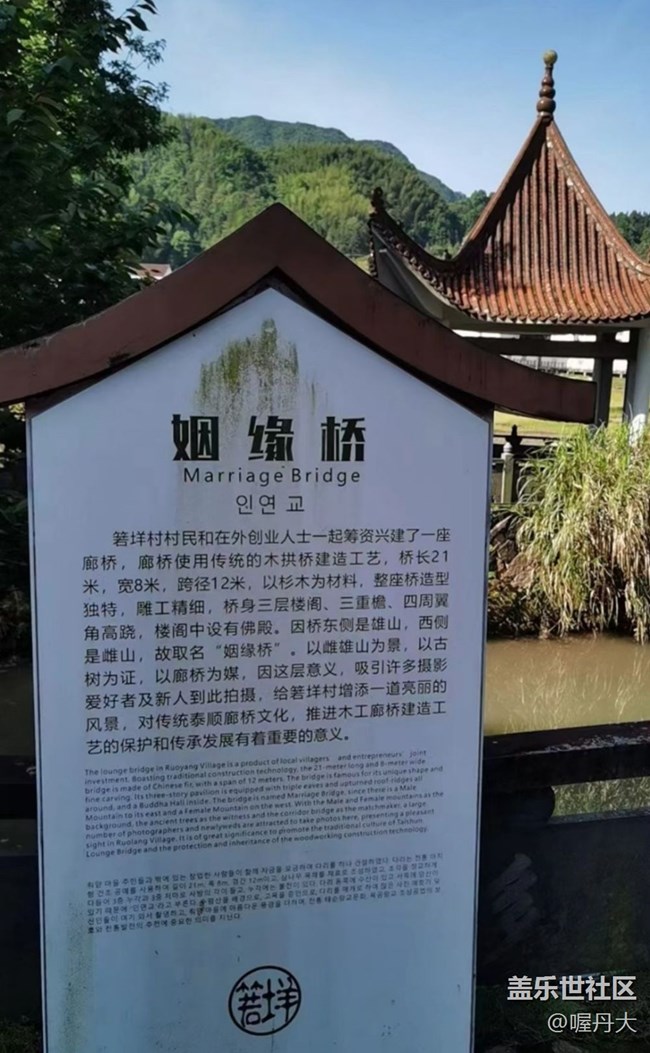 姻缘桥
Marriage Bridge
인연 교
箬垟村村民和在外创业人士一起筹资兴建了一座
廊桥，廊桥使用传统的木拱桥建造工艺，桥长21
米，宽8米，跨径12米，以杉木为材料，整座桥造型
独特，雕工精细，桥身三层楼阁、三重檐、四周翼
角高跷，楼阁中设有佛殿。因桥东侧是雄山，西侧
是雌山，故取名“姻缘桥”。以雌雄山为景，以古
树为证，以廊桥为媒，因这层意义，吸引许多摄影
爱好者及新人到此拍摄，给箬垟村增添一道亮丽的
风景，对传统泰顺廊桥文化，推进木工廊桥建造工
艺的保护和传承发展有着重要的意义。
The lounge bridge in Ruoyang Village is a product of local villagers and entrepreneurs' joint
investment. Boasting traditional construction technology, the 21-meter long and 8-meter wide
bridge is made of Chinese fir, with a span of 12 meters. The bridge is famous for its unique shape and
fine carving. Its three-story pavilion is equipped with triple eaves and upturned roof ridges all
around, and a Buddha Hall inside. The bridge is named Marriage Bridge, since there is a Male
Mountain to its east and a Female Mountain on the west. With the Male and Female mountains as the
background, the ancient trees as the witness and the corridor bridge as the matchmaker, a large
number of photographers and newlyweds are attracted to take photos here, presenting a pleasant
sight in Ruolang Village. It is of great significance to promote the traditional culture of Taishun
Lounge Bridge and the protection and inheritance of the woodworking construction technology.
箬垟
盖乐世社区
@喔丹大